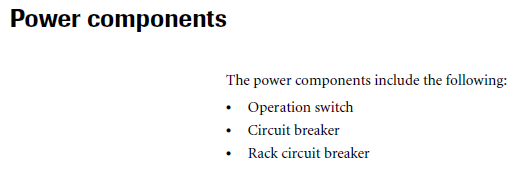 Power components
The power components include the following:
• Operation switch
• Circuit breaker
• Rack circuit breaker